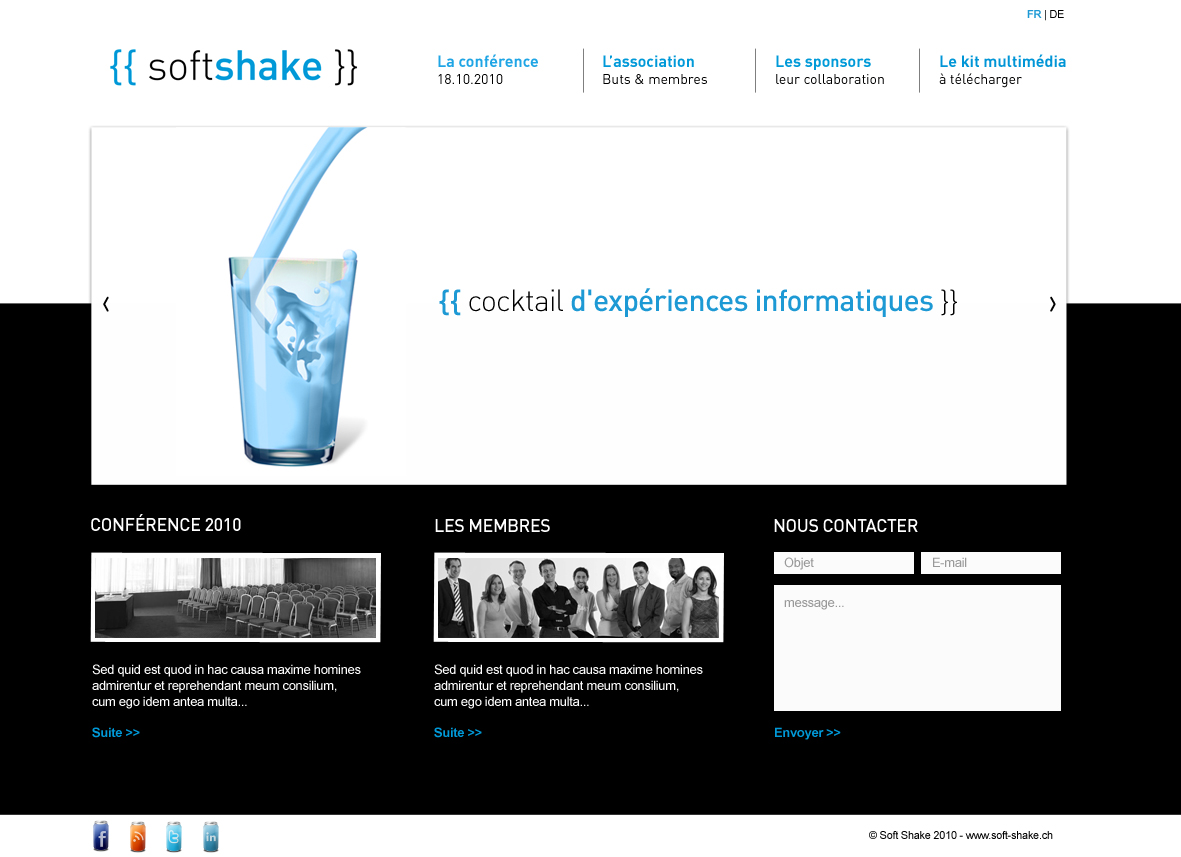 FR | DE
{{ softshake }}
La conférence
18.10.2010
L'association
Buts & membres
Les sponsors
leur collaboration
Le kit multimédia
à télécharger
{{ cocktail d'expériences informatiques }}
CONFÉRENCE 2010
Sed quid est quod in hac causa maxime homines
admirentur et reprehendant meum consilium,
cum ego idem antea multa...
Suite >>
LES MEMBRES
Sed quid est quod in hac causa maxime homines
admirentur et reprehendant meum consilium,
cum ego idem antea multa...
Suite >>
NOUS CONTACTER
Objet
E-mail
message...
Envoyer >>
f
t
in
© Soft Shake 2010 - www.soft-shake.ch